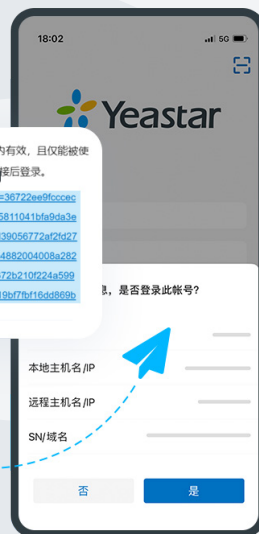 18:02
5G
Yeastar
内有效，且仅能被使
接后登录。
=36722ee9fcccec
5811041bfa9da3e
39056772af2fd27
4882004008a282
72b210f224a599
19bf7fbf16dd869b
息，是否登录此帐号?
本地主机名/IP
远程主机名/IP
SN/域名
否
是